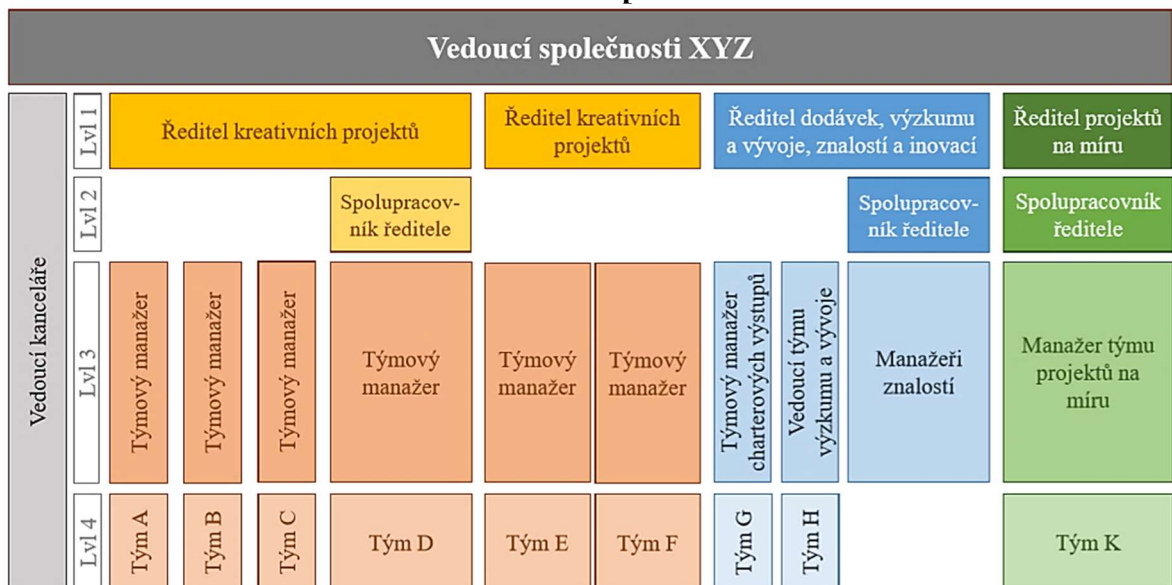 Vedoucí společnosti XYZ
Vedoucí kanceláře
Lvl 1
Ředitel kreativních projektů
Ředitel kreativních
projektů
Ředitel dodávek, výzkumu
a vývoje, znalostí a inovací
Ředitel projektů
na míru
Lvl 2
Spolupracov-
ník ředitele
Spolupracov-
ník ředitele
Spolupracovník
ředitele
Lvl 3
Týmový manažer
Týmový manažer
Týmový manažer
Týmový
manažer
Týmový
manažer
Týmový
manažer
Týmový manažer
charterových výstupů
Vedoucí týmu
výzkumu a vývoje
Manažeři
znalostí
Manažer týmu
projektů na
míru
Lvl 4
Tým A
Tým B
Tým C
Tým D
Tým E
Tým F
Tým G
Tým H
Tým K